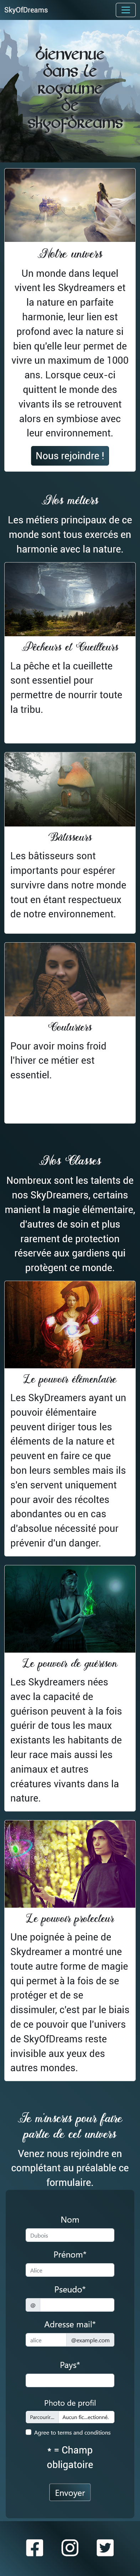 SkyOfDreams
Bienvenue
dans le
royaume
de
SkyOfDreams
Notre univers
Un monde dans lequel
vivent les Skydreamers et
la nature en parfaite
harmonie, leur lien est
profond avec la nature si
bien qu'elle leur permet de
vivre un maximum de 1000
ans. Lorsque ceux-ci
quittent le monde des
vivants ils se retrouvent
alors en symbiose avec
leur environnement.
Nous rejoindre !
Nos métiers
Les métiers principaux de ce
monde sont tous exercés en
harmonie avec la nature.
Pêcheurs et Cueilleurs
La pêche et la cueillette
sont essentiel pour
permettre de nourrir toute
la tribu.
Bâtisseurs
Les bâtisseurs sont
importants pour espérer
survivre dans notre monde
tout en étant respectueux
de notre environnement.
Couturiers
Pour avoir moins froid
l'hiver ce métier est
essentiel.
Nos Classes
Nombreux sont les talents de
nos SkyDreamers, certains
manient la magie élémentaire,
d'autres de soin et plus
rarement de protection
réservée aux gardiens qui
protègent ce monde.
Le pouvoir élémentaire
Les SkyDreamers ayant un
pouvoir élémentaire
peuvent diriger tous les
éléments de la nature et
peuvent en faire ce que
bon leurs sembles mais ils
s'en servent uniquement
pour avoir des récoltes
abondantes ou en cas
d'absolue nécessité pour
prévenir d'un danger.
Le pouvoir de guérison
Les Skydreamers nées
avec la capacité de
guérison peuvent à la fois
guérir de tous les maux
existants les habitants de
leur race mais aussi les
animaux et autres
créatures vivants dans la
nature.
Le pouvoir protecteur
Une poignée à peine de
Skydreamer a montré une
toute autre forme de magie
qui permet à la fois de se
protéger et de se
dissimuler, c'est par le biais
de ce pouvoir que l'univers
de SkyOfDreams reste
invisible aux yeux des
autres mondes.
Je m'inscris pour faire
partie de cet univers
Venez nous rejoindre en
complétant au préalable ce
formulaire.
Nom
Dubois
Prénom*
Alice
Pseudo*
@
Adresse mail*
alice @example.com
Pays*
Photo de profil
Parcourir... Aucun fic...ectionné.
Agree to terms and conditions
* = Champ
obligatoire
Envoyer